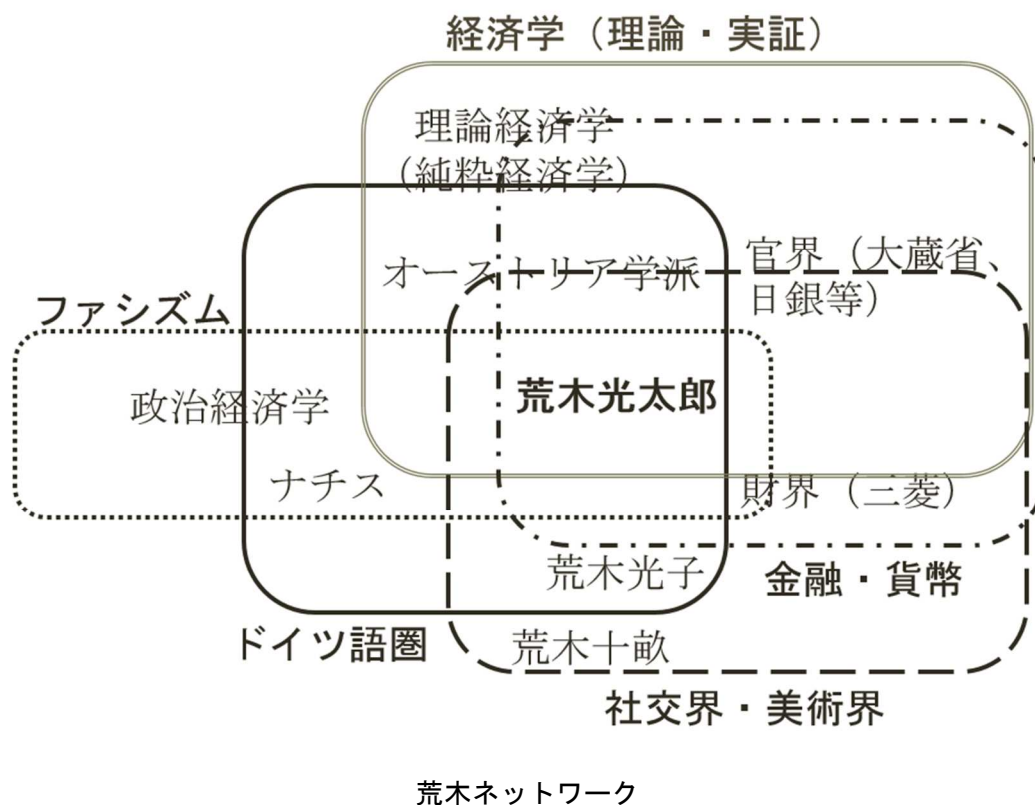 経済学（理論・実証）
理論経済学
（純粋経済学）
オーストリア学派
官界（大蔵省、
日銀等）
ファシズム
政治経済学
荒木光太郎
ナチス
財界（三菱）
荒木光子
金融・貨幣
ドイツ語圏
荒木十畝
社交界・美術界
荒木ネットワーク